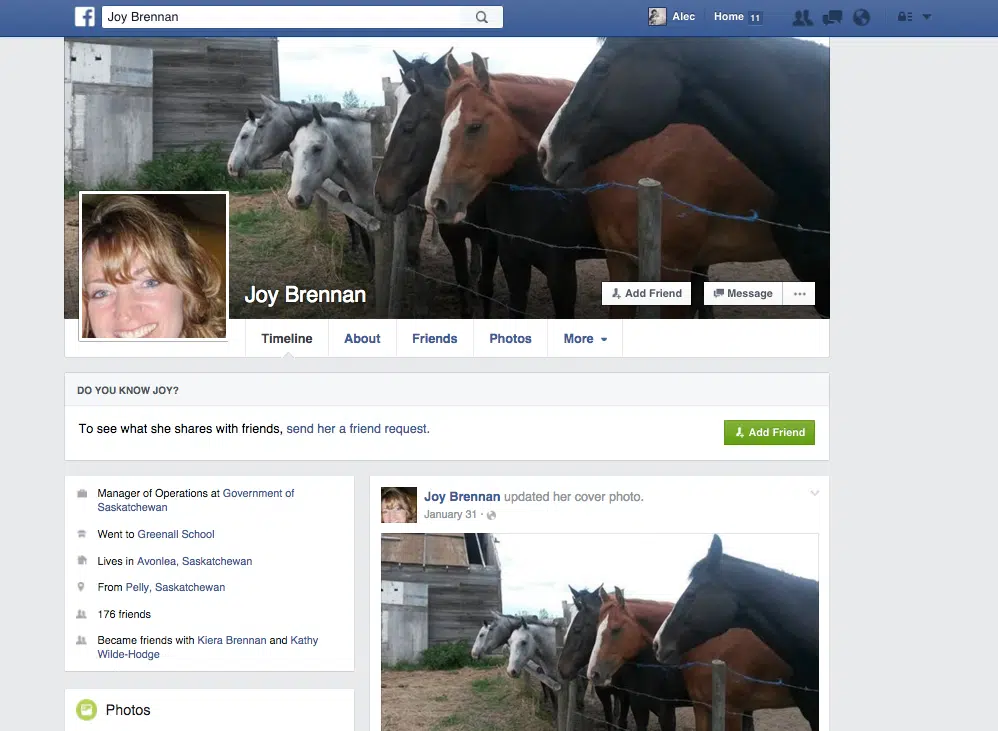 Joy Brennan
Alec
Home 11
Joy Brennan
Add Friend
Message
Timeline
About
Friends
Photos
More
DO YOU KNOW JOY?
To see what she shares with friends, send her a friend request.
Add Friend
Manager of Operations at Government of
Saskatchewan
Went to Greenall School
Lives in Avonlea, Saskatchewan
From Pelly, Saskatchewan
176 friends
Became friends with Kiera Brennan and Kathy
Wilde-Hodge
Photos
Joy Brennan updated her cover photo.
January 31 ·